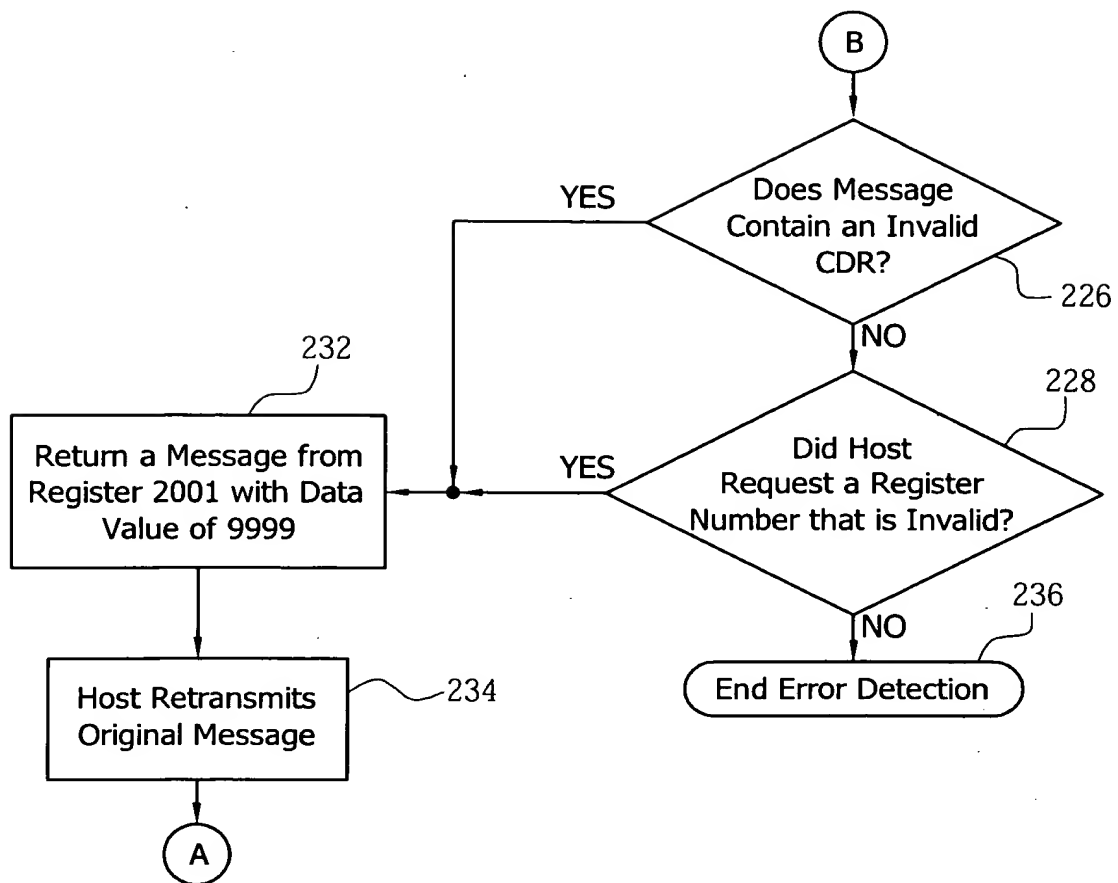 B
Does Message
Contain an Invalid
CDR?
YES
226
NO
232
228
Return a Message from
Register 2001 with Data
Value of 9999
YES
Did Host
Request a Register
Number that is Invalid?
236
NO
End Error Detection
Host Retransmits
Original Message
234
A